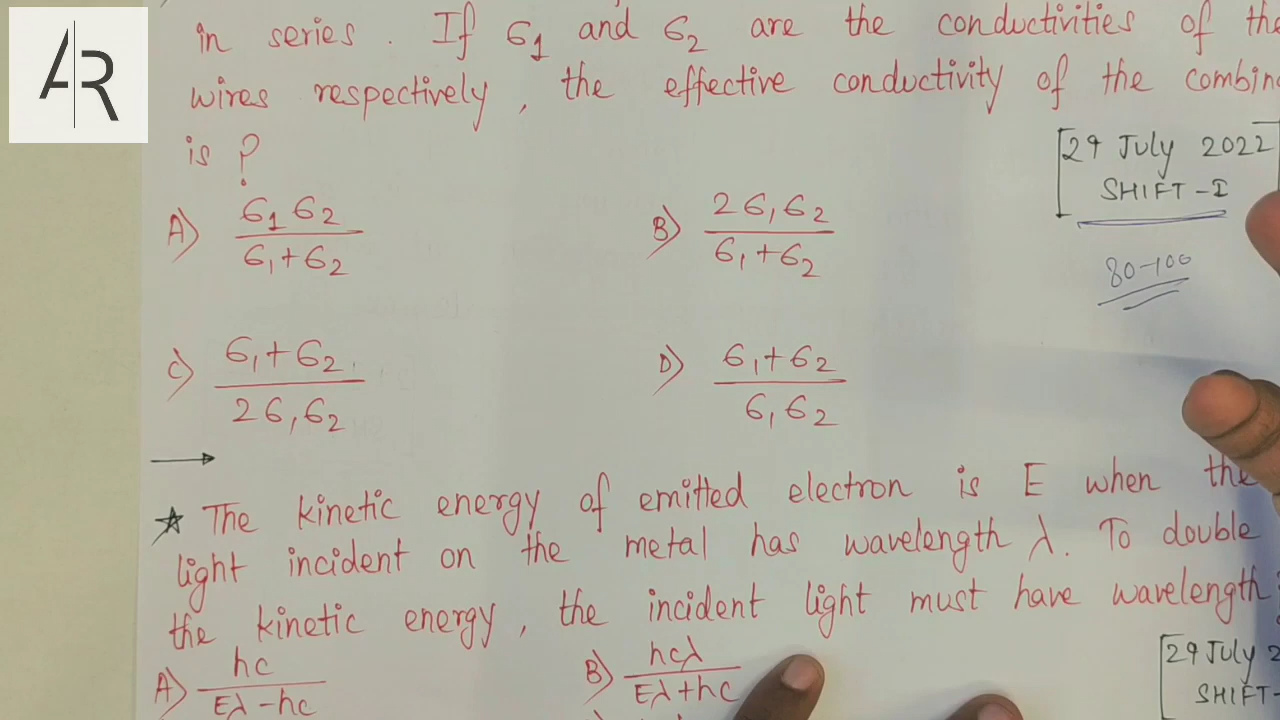 AR
in series . If σ1 and σ2 are the conductivities of the
wires respectively , the effective conductivity of the combin
is ?
[29 July 2022
SHIFT-I
80-100
A) σ1 σ2 / σ1+σ2
B) 2σ1σ2 / σ1+σ2
C) σ1+σ2 / 2σ1σ2
D) σ1+σ2 / σ1σ2
★ The kinetic energy of emitted electron is E when the
light incident on the metal has wavelength λ. To double
the kinetic energy, the incident light must have wavelength
[29 July 2
SHIFT-
A) hc / Eλ-hc
B) hcλ / Eλ+hc